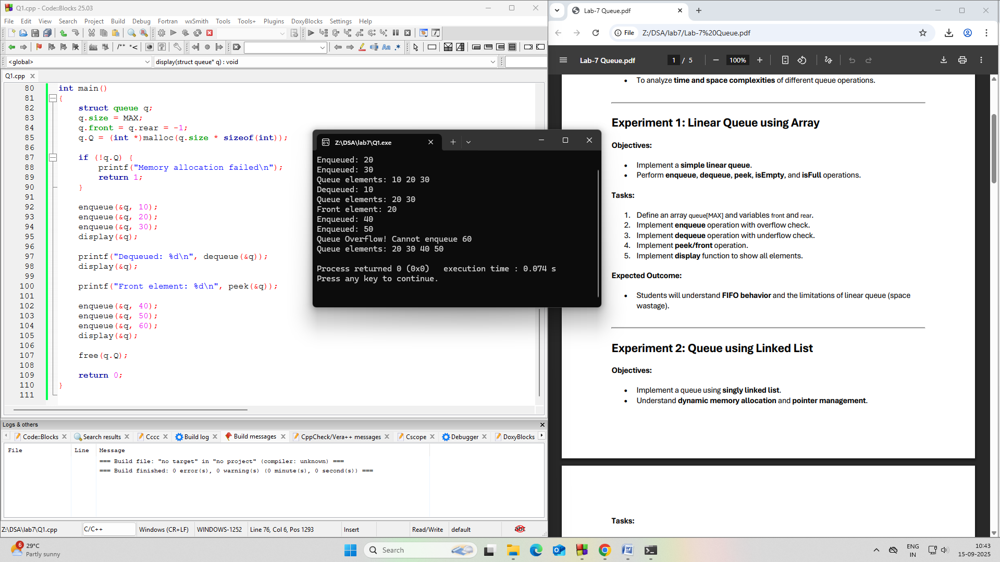 Q1.cpp - Code::Blocks 25.03
File Edit View Search Project Build Debug Fortran wxSmith Tools Tools+ Plugins DoxyBlocks Settings Help
<global>
display(struct queue* q) : void
Q1.cpp
80 int main()
81 {
82 struct queue q;
83 q.size = MAX;
84 q.front = q.rear = -1;
85 q.Q = (int *)malloc(q.size * sizeof(int));
86
87 if (!q.Q) {
88 printf("Memory allocation failed\n");
89 return 1;
90 }
91
92 enqueue(&q, 10);
93 enqueue(&q, 20);
94 enqueue(&q, 30);
95 display(&q);
96
97 printf("Dequeued: %d\n", dequeue(&q));
98 display(&q);
99
100 printf("Front element: %d\n", peek(&q));
101
102 enqueue(&q, 40);
103 enqueue(&q, 50);
104 enqueue(&q, 60);
105 display(&q);
106
107 free(q.Q);
108
109 return 0;
110 }
111
Logs & others
Code::Blocks Search results Cccc Build log Build messages CppCheck/Vera++ messages Cscope Debugger DoxyBlocks
File Line Message
=== Build file: "no target" in "no project" (compiler: unknown) ===
=== Build finished: 0 error(s), 0 warning(s) (0 minute(s), 0 second(s)) ===
Z:\DSA\lab7\Q1.cpp C/C++ Windows (CR+LF) WINDOWS-1252 Line 76, Col 6, Pos 1293 Insert Read/Write default abc
Z:\DSA\lab7\Q1.exe
Enqueued: 20
Enqueued: 30
Queue elements: 10 20 30
Dequeued: 10
Queue elements: 20 30
Front element: 20
Enqueued: 40
Enqueued: 50
Queue Overflow! Cannot enqueue 60
Queue elements: 20 30 40 50
Process returned 0 (0x0) execution time : 0.074 s
Press any key to continue.
Lab-7 Queue.pdf
File Z:/DSA/lab7/Lab-7%20Queue.pdf
Lab-7 Queue.pdf 1 / 5 100%
• To analyze time and space complexities of different queue operations.
Experiment 1: Linear Queue using Array
Objectives:
• Implement a simple linear queue.
• Perform enqueue, dequeue, peek, isEmpty, and isFull operations.
Tasks:
1. Define an array queue[MAX] and variables front and rear.
2. Implement enqueue operation with overflow check.
3. Implement dequeue operation with underflow check.
4. Implement peek/front operation.
5. Implement display function to show all elements.
Expected Outcome:
• Students will understand FIFO behavior and the limitations of linear queue (space
wastage).
Experiment 2: Queue using Linked List
Objectives:
• Implement a queue using singly linked list.
• Understand dynamic memory allocation and pointer management.
Tasks:
6
29°C
Partly sunny
Search
ENG
IN
10:43
15-09-2025